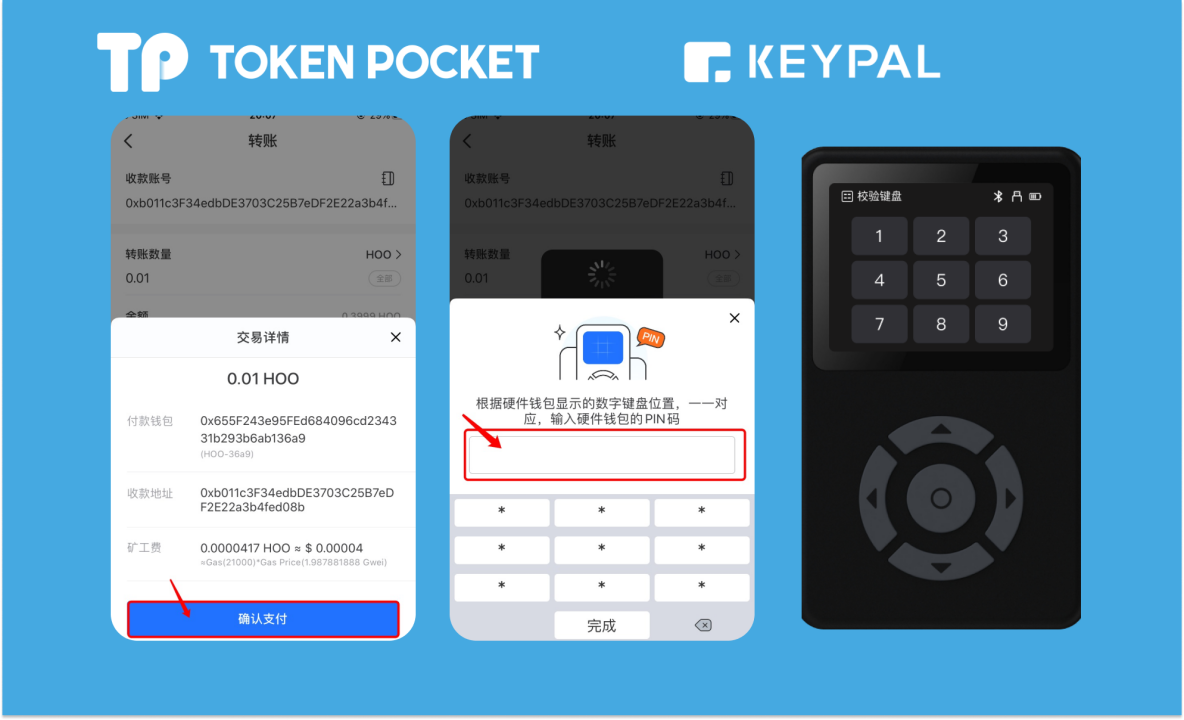 TP TOKEN POCKET
KEYPAL
转账
收款账号
0xb011c3F34edbDE3703C25B7eDF2E22a3b4f...
转账数量
HOO
0.01
全部
金额
0.3999 HOO
交易详情
0.01 HOO
付款钱包
0x655F243e95FEd684096cd2343
31b293b6ab136a9
(HOO-36a9)
收款地址
0xb011c3F34edbDE3703C25B7eD
F2E22a3b4fed08b
矿工费
0.0000417 HOO ≈ $ 0.00004
=Gas(21000)*Gas Price(1.987881888 Gwei)
确认支付
转账
收款账号
0xb011c3F34edbDE3703C25B7eDF2E22a3b4f...
转账数量
HOO
0.01
全部
PIN
根据硬件钱包显示的数字键盘位置，一一对
应，输入硬件钱包的PIN码
* * *
* * *
* * *
完成
校验键盘
1 2 3
4 5 6
7 8 9